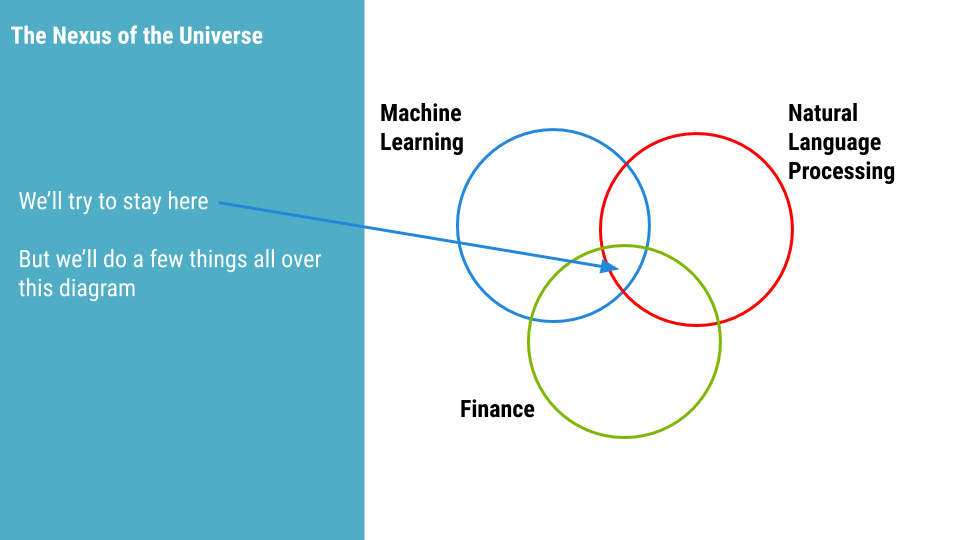 The Nexus of the Universe
We’ll try to stay here
But we’ll do a few things all over
this diagram
Machine
Learning
Natural
Language
Processing
Finance